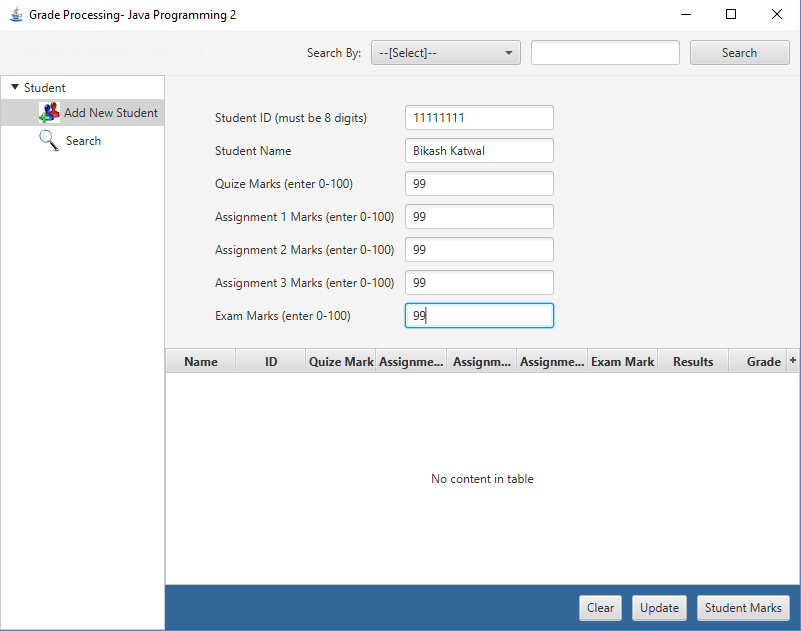 Grade Processing- Java Programming 2
Search By: --[Select]-- Search
Student
Add New Student
Search
Student ID (must be 8 digits) 11111111
Student Name Bikash Katwal
Quize Marks (enter 0-100) 99
Assignment 1 Marks (enter 0-100) 99
Assignment 2 Marks (enter 0-100) 99
Assignment 3 Marks (enter 0-100) 99
Exam Marks (enter 0-100) 99
Name ID Quize Mark Assignme... Assignm... Assignme... Exam Mark Results Grade +
No content in table
Clear Update Student Marks